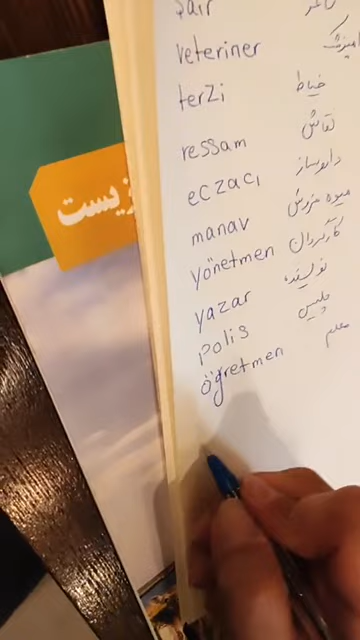 şair شاعر
veteriner
terzi خیاط
ressam نقاش
eczacı داروساز
manav میوه فروش
yönetmen کارگردان
yazar نویسنده
polis پلیس
öğretmen معلم
زیست